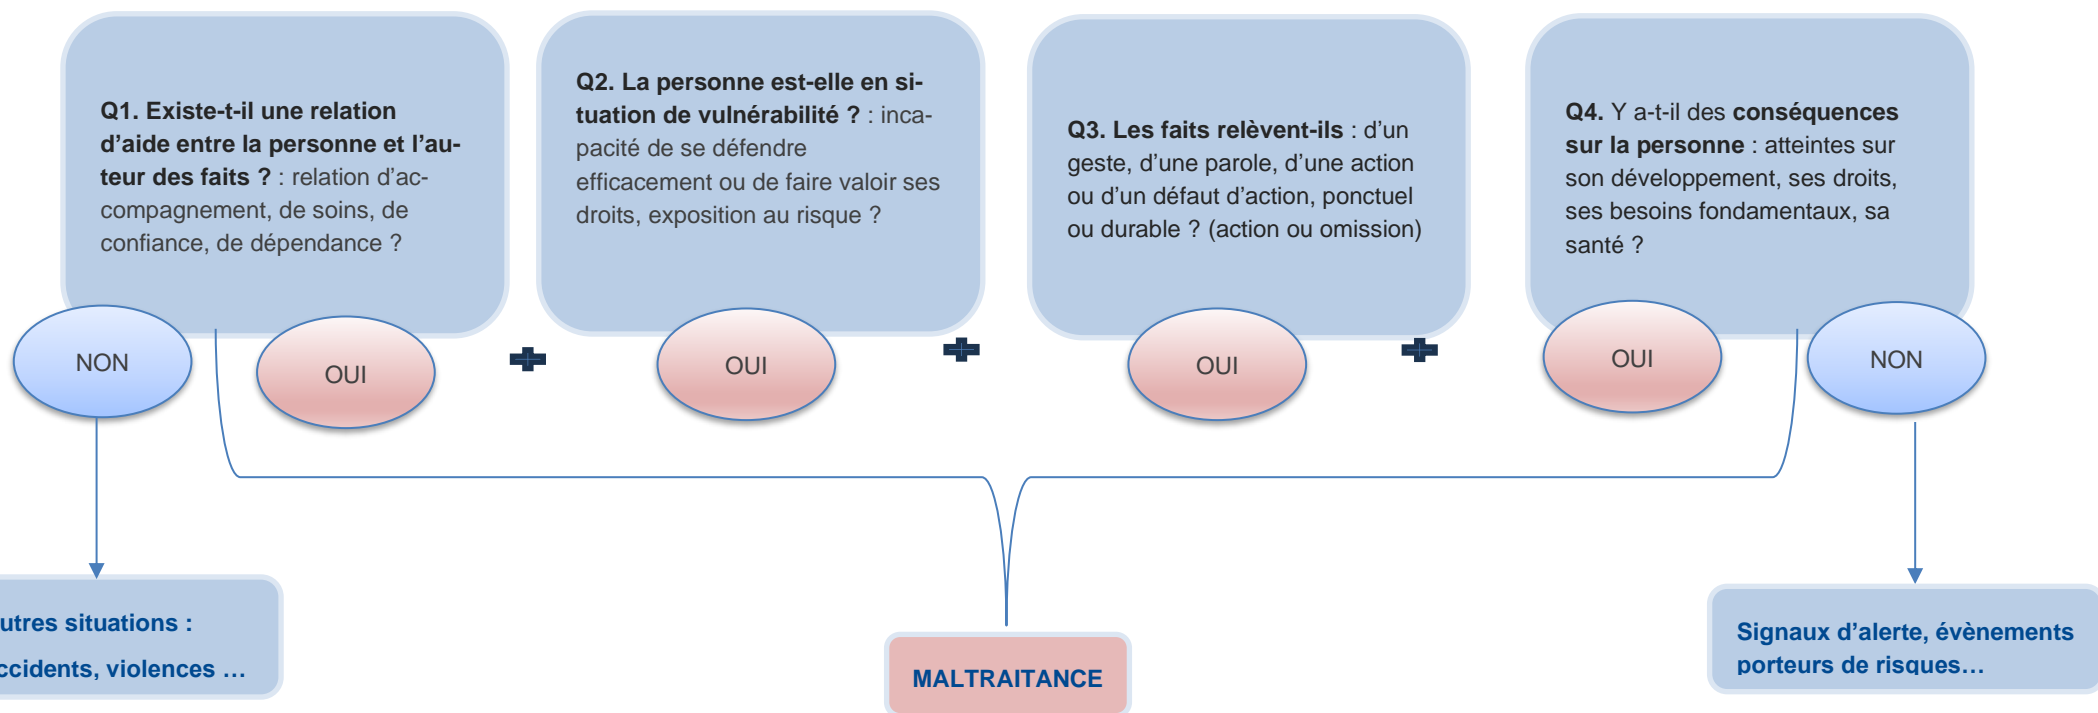 Q1. Existe-t-il une relation
d’aide entre la personne et l’au-
teur des faits ? : relation d’ac-
compagnement, de soins, de
confiance, de dépendance ?
Q2. La personne est-elle en si-
tuation de vulnérabilité ? : inca-
pacité de se défendre
efficacement ou de faire valoir ses
droits, exposition au risque ?
Q3. Les faits relèvent-ils : d’un
geste, d’une parole, d’une action
ou d’un défaut d’action, ponctuel
ou durable ? (action ou omission)
Q4. Y a-t-il des conséquences
sur la personne : atteintes sur
son développement, ses droits,
ses besoins fondamentaux, sa
santé ?
NON
OUI
OUI
OUI
OUI
NON
utres situations :
ccidents, violences …
MALTRAITANCE
Signaux d’alerte, évènements
porteurs de risques…